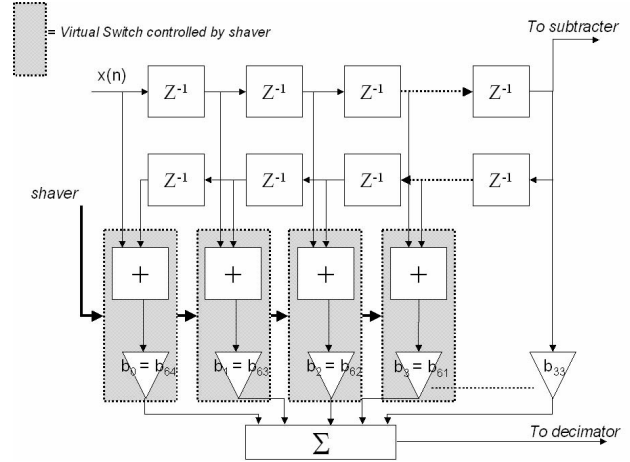 = Virtual Switch controlled by shaver
To subtracter
x(n)
Z-1 Z-1 Z-1 Z-1
Z-1 Z-1 Z-1 Z-1
shaver
+ + + +
b0 = b64 b1 = b63 b2 = b62 b3 = b61 b33
Σ
To decimator